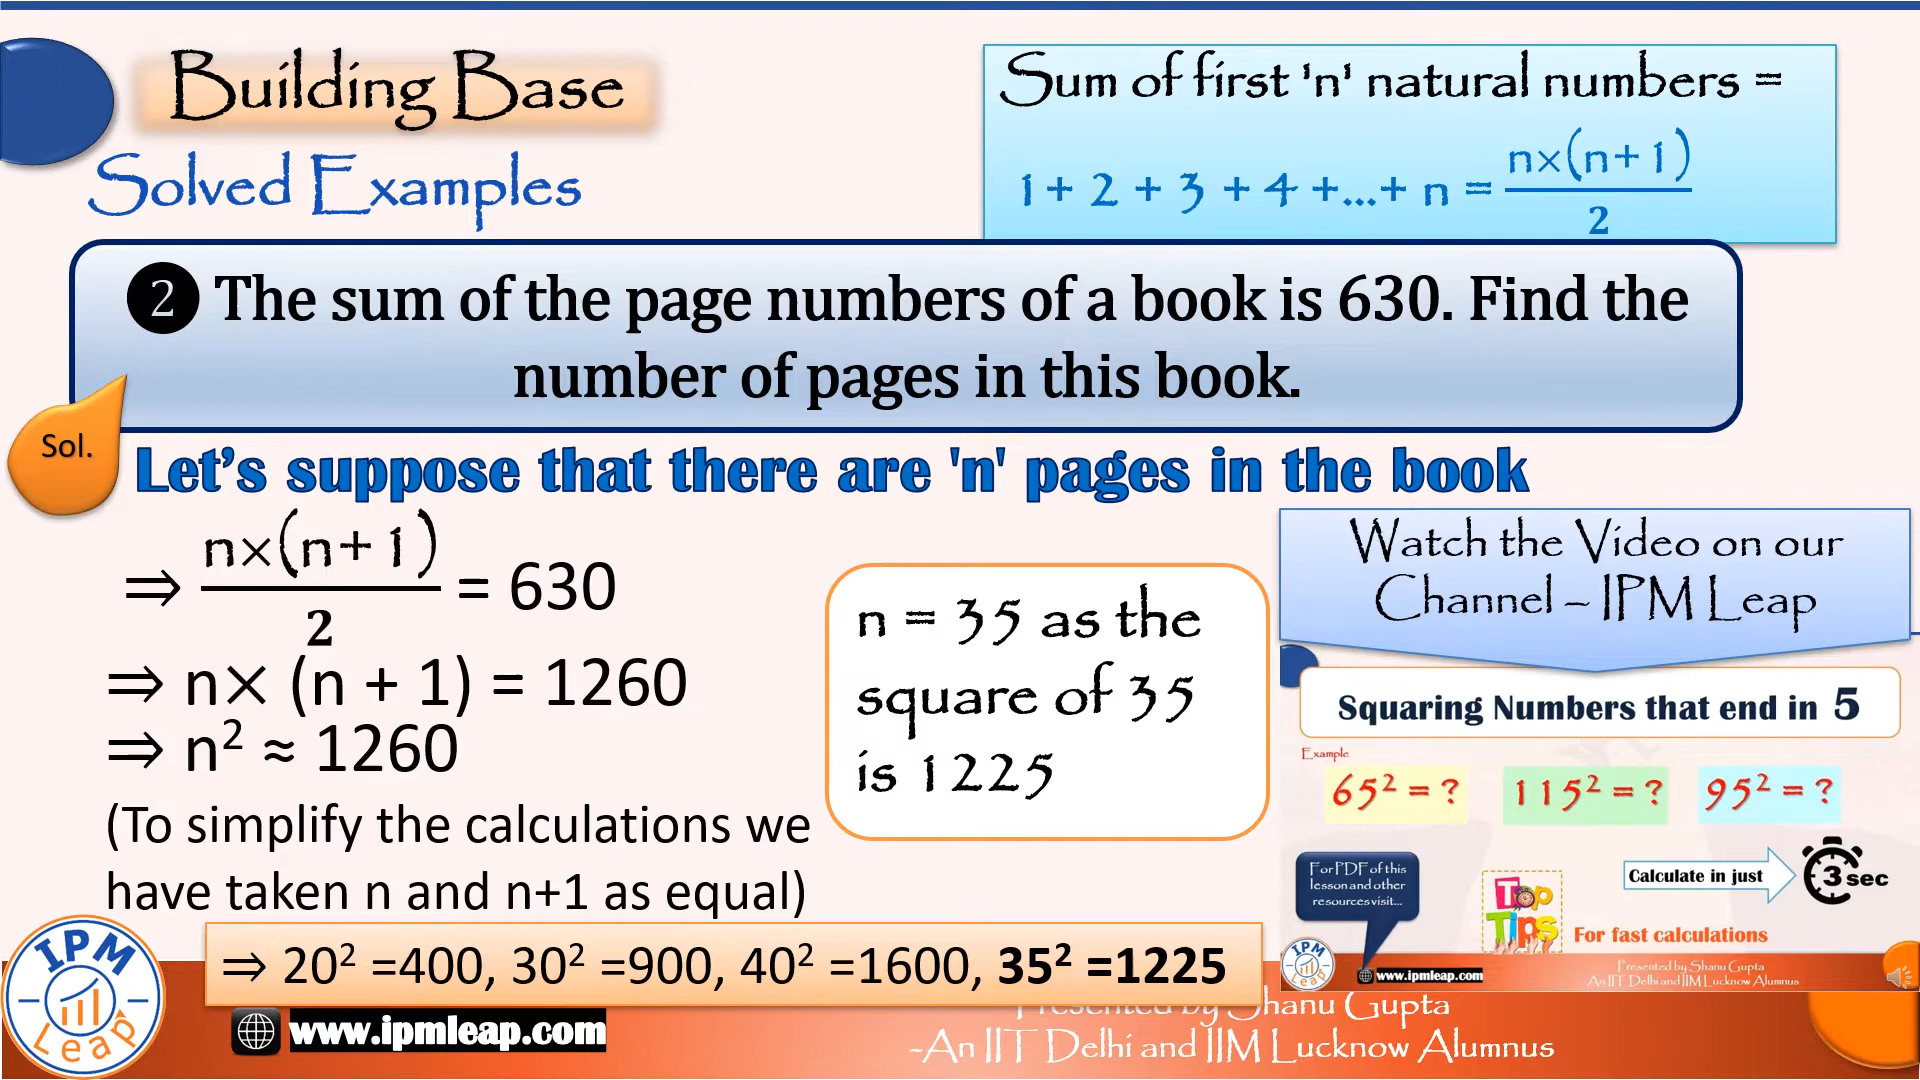 Building Base
Solved Examples
Sum of first 'n' natural numbers =
1 + 2 + 3 + 4 +...+ n = n×(n+1)/2
2 The sum of the page numbers of a book is 630. Find the
number of pages in this book.
Sol.
Let's suppose that there are 'n' pages in the book
⇒ n×(n+1)/2 = 630
⇒ n× (n + 1) = 1260
⇒ n² ≈ 1260
(To simplify the calculations we
have taken n and n+1 as equal)
n = 35 as the
square of 35
is 1225
⇒ 20² =400, 30² =900, 40² =1600, 35² =1225
Watch the Video on our
Channel – IPM Leap
Squaring Numbers that end in 5
Example
65² = ?
115² = ?
95² = ?
For PDF of this
lesson and other
resources visit...
Top
Tips
Calculate in just
3 sec
For fast calculations
IPM
Leap
www.ipmleap.com
Presented by Shanu Gupta
-An IIT Delhi and IIM Lucknow Alumnus
IPM
Leap
www.ipmleap.com
Presented by Shanu Gupta
-An IIT Delhi and IIM Lucknow Alumnus